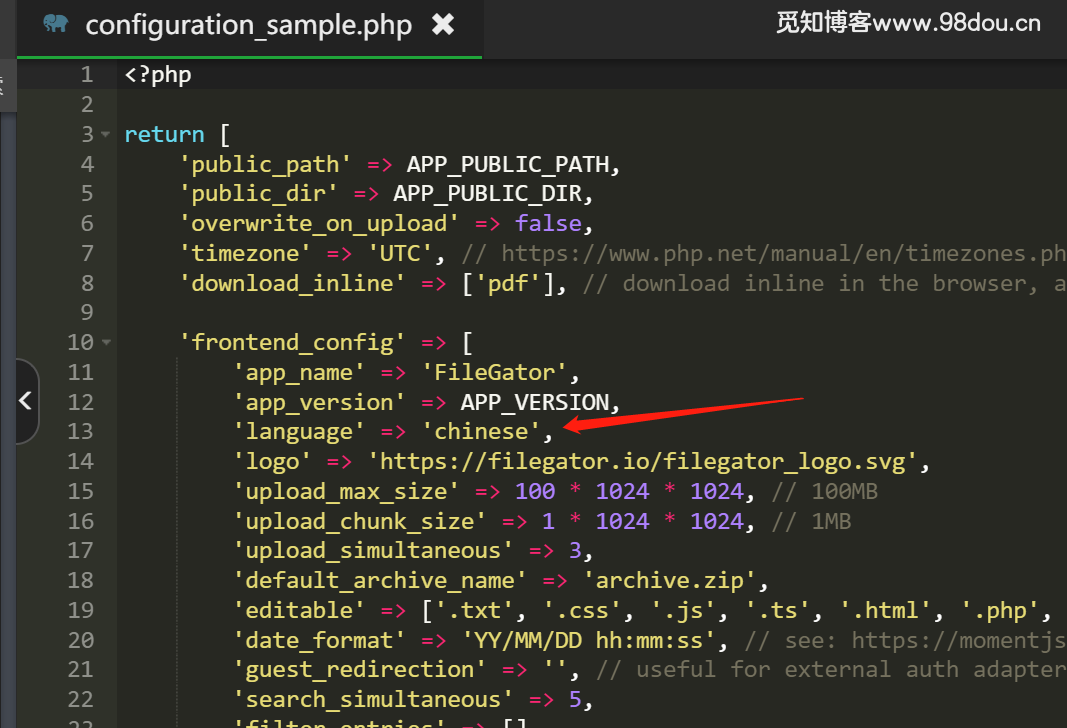 configuration_sample.php
觅知博客www.98dou.cn
1 <?php
2
3 return [
4 'public_path' => APP_PUBLIC_PATH,
5 'public_dir' => APP_PUBLIC_DIR,
6 'overwrite_on_upload' => false,
7 'timezone' => 'UTC', // https://www.php.net/manual/en/timezones.ph
8 'download_inline' => ['pdf'], // download inline in the browser, a
9
10 'frontend_config' => [
11 'app_name' => 'FileGator',
12 'app_version' => APP_VERSION,
13 'language' => 'chinese',
14 'logo' => 'https://filegator.io/filegator_logo.svg',
15 'upload_max_size' => 100 * 1024 * 1024, // 100MB
16 'upload_chunk_size' => 1 * 1024 * 1024, // 1MB
17 'upload_simultaneous' => 3,
18 'default_archive_name' => 'archive.zip',
19 'editable' => ['.txt', '.css', '.js', '.ts', '.html', '.php',
20 'date_format' => 'YY/MM/DD hh:mm:ss', // see: https://momentjs
21 'guest_redirection' => '', // useful for external auth adapter
22 'search_simultaneous' => 5,
23 'filter_entries' => []